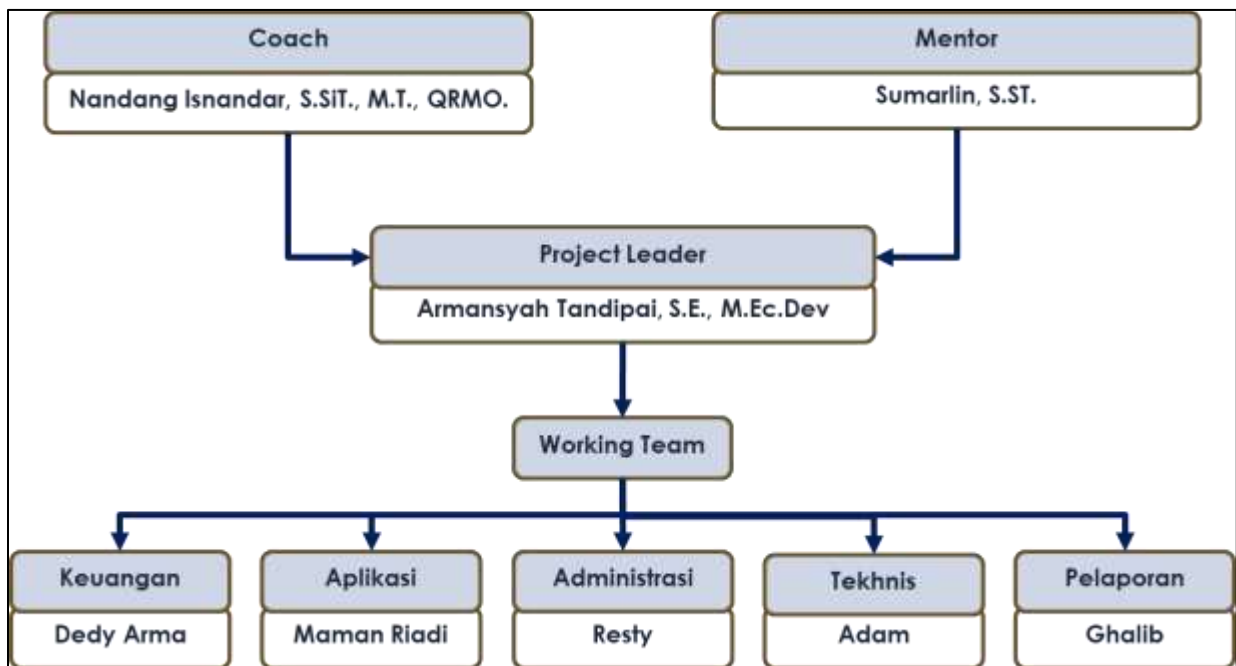 Coach
Nandang Isnandar, S.SiT., M.T., QRMO.
Mentor
Sumarlin, S.ST.
Project Leader
Armansyah Tandipai, S.E., M.Ec.Dev
Working Team
Keuangan
Dedy Arma
Aplikasi
Maman Riadi
Administrasi
Resty
Tekhnis
Adam
Pelaporan
Ghalib